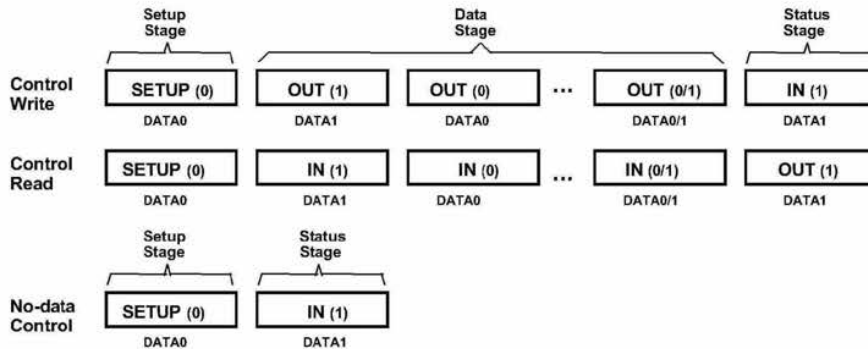 Setup Stage
Data Stage
Status Stage
Control Write
SETUP (0) OUT (1) OUT (0) ... OUT (0/1) IN (1)
DATA0 DATA1 DATA0 DATA0/1 DATA1
Control Read
SETUP (0) IN (1) IN (0) ... IN (0/1) OUT (1)
DATA0 DATA1 DATA0 DATA0/1 DATA1
Setup Stage
Status Stage
No-data Control
SETUP (0) IN (1)
DATA0 DATA1